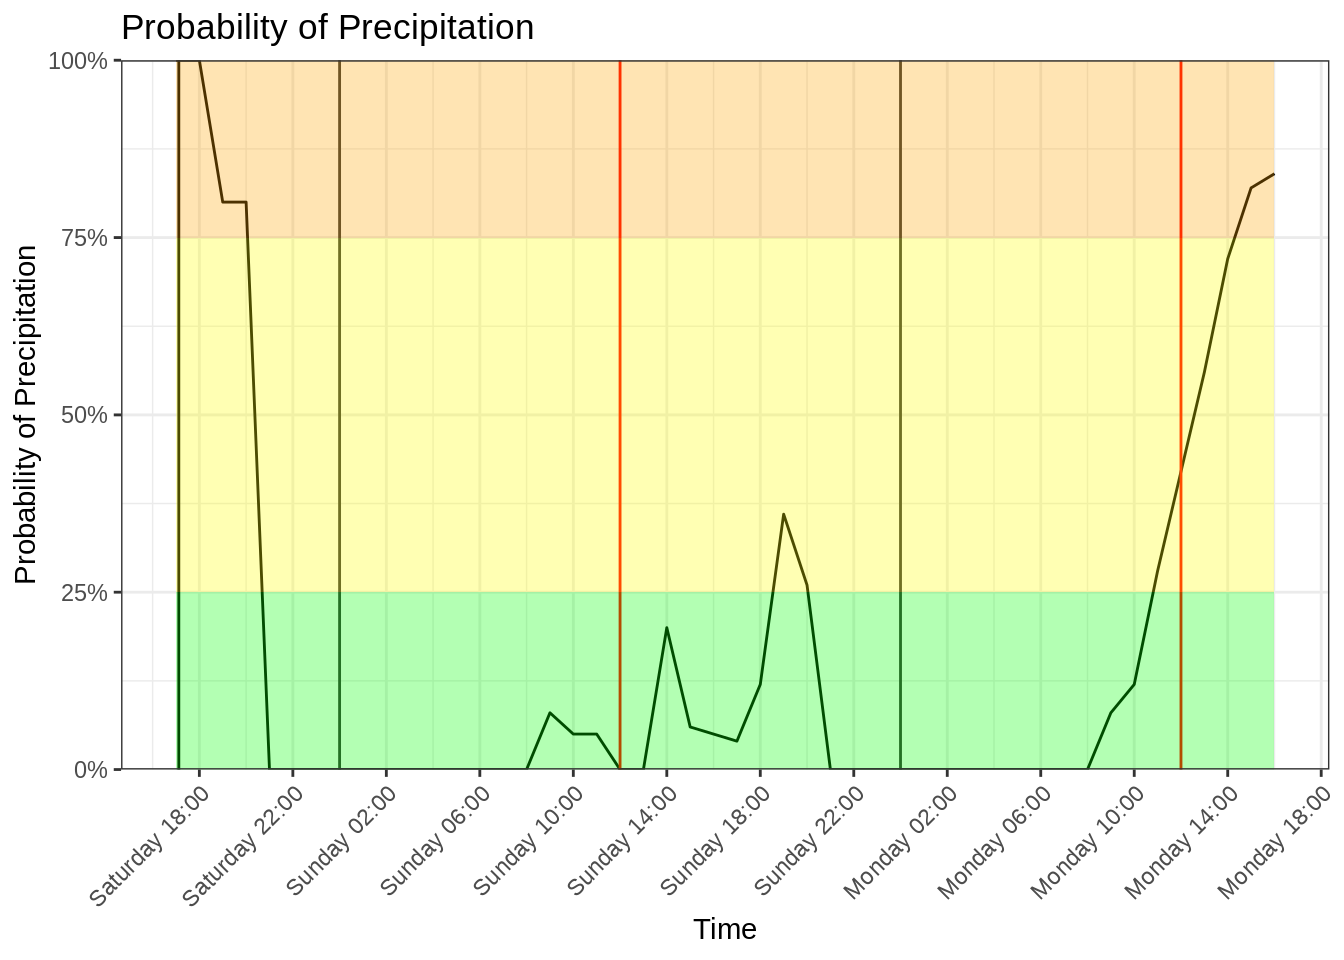 Probability of Precipitation
Probability of Precipitation
100%
75%
50%
25%
0%
Saturday 18:00
Saturday 22:00
Sunday 02:00
Sunday 06:00
Sunday 10:00
Sunday 14:00
Sunday 18:00
Sunday 22:00
Monday 02:00
Monday 06:00
Monday 10:00
Monday 14:00
Monday 18:00
Time